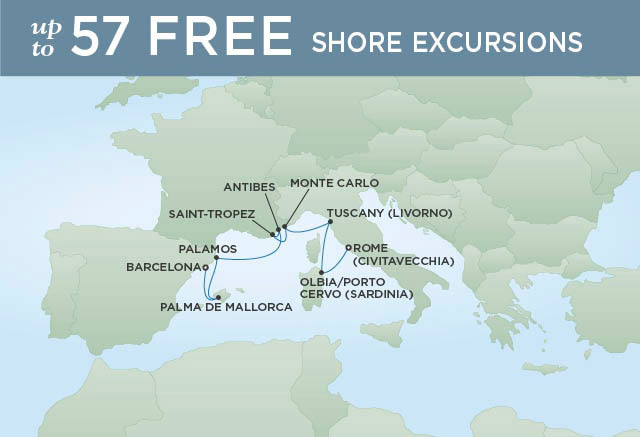 up to 57 FREE SHORE EXCURSIONS
ANTIBES
MONTE CARLO
SAINT-TROPEZ
TUSCANY (LIVORNO)
PALAMOS
ROME
(CIVITAVECCHIA)
BARCELONA
OLBIA/PORTO
CERVO (SARDINIA)
PALMA DE MALLORCA